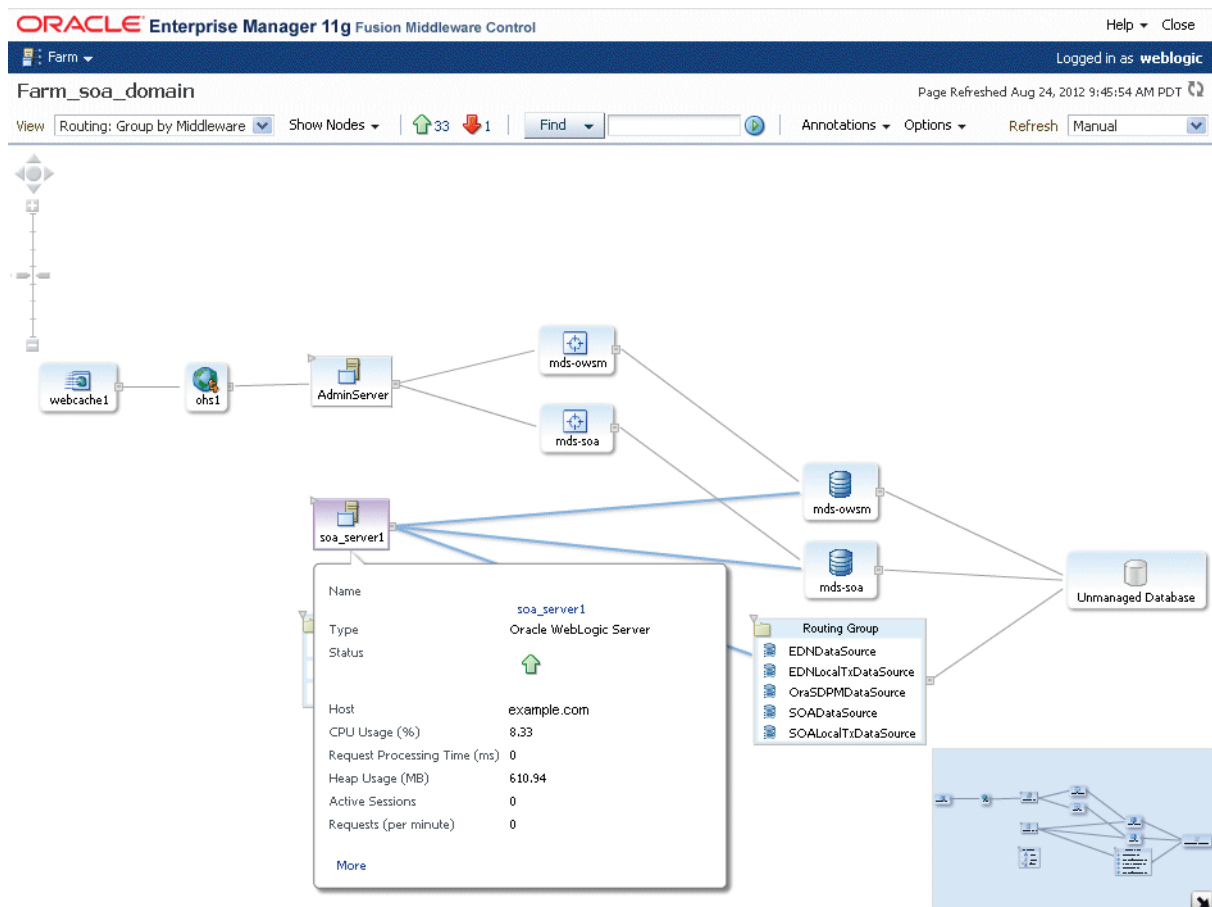 ORACLE Enterprise Manager 11g Fusion Middleware Control
Help Close
Farm
Logged in as weblogic
Farm_soa_domain
Page Refreshed Aug 24, 2012 9:45:54 AM PDT
View Routing: Group by Middleware Show Nodes 33 1 Find Annotations Options Refresh Manual
mds-owsm
webcache1
ohs1
AdminServer
mds-soa
mds-owsm
soa_server1
mds-soa
Unmanaged Database
Name
soa_server1
Type Oracle WebLogic Server
Status
Host example.com
CPU Usage (%) 8.33
Request Processing Time (ms) 0
Heap Usage (MB) 610.94
Active Sessions 0
Requests (per minute) 0
More
Routing Group
EDNDataSource
EDNLocalTxDataSource
OraSDPMDataSource
SOADataSource
SOALocalTxDataSource